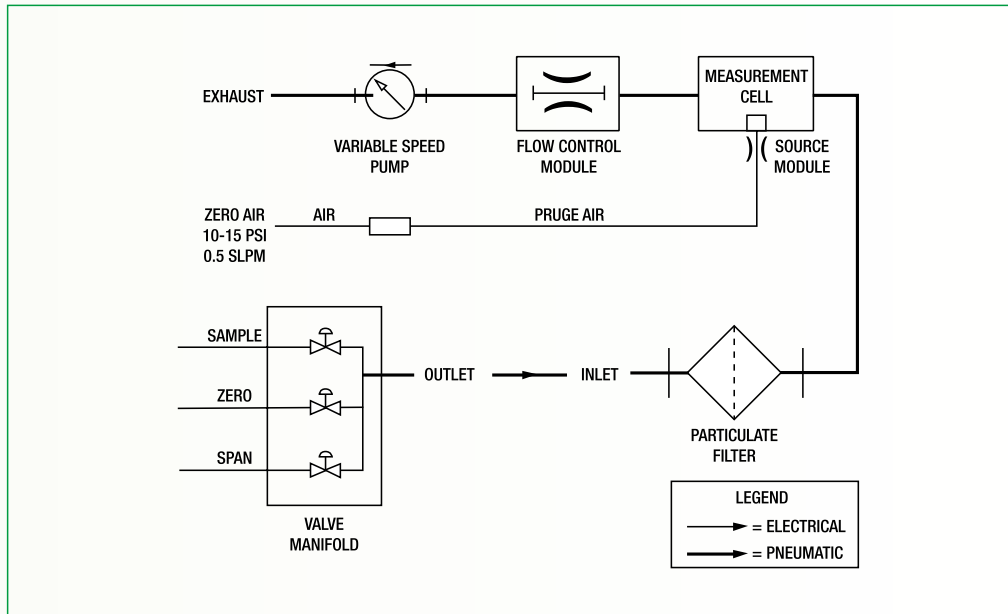 EXHAUST
VARIABLE SPEED
PUMP
FLOW CONTROL
MODULE
MEASUREMENT
CELL
SOURCE
MODULE
ZERO AIR
10-15 PSI
0.5 SLPM
AIR
PRUGE AIR
SAMPLE
ZERO
SPAN
VALVE
MANIFOLD
OUTLET
INLET
PARTICULATE
FILTER
LEGEND
= ELECTRICAL
= PNEUMATIC